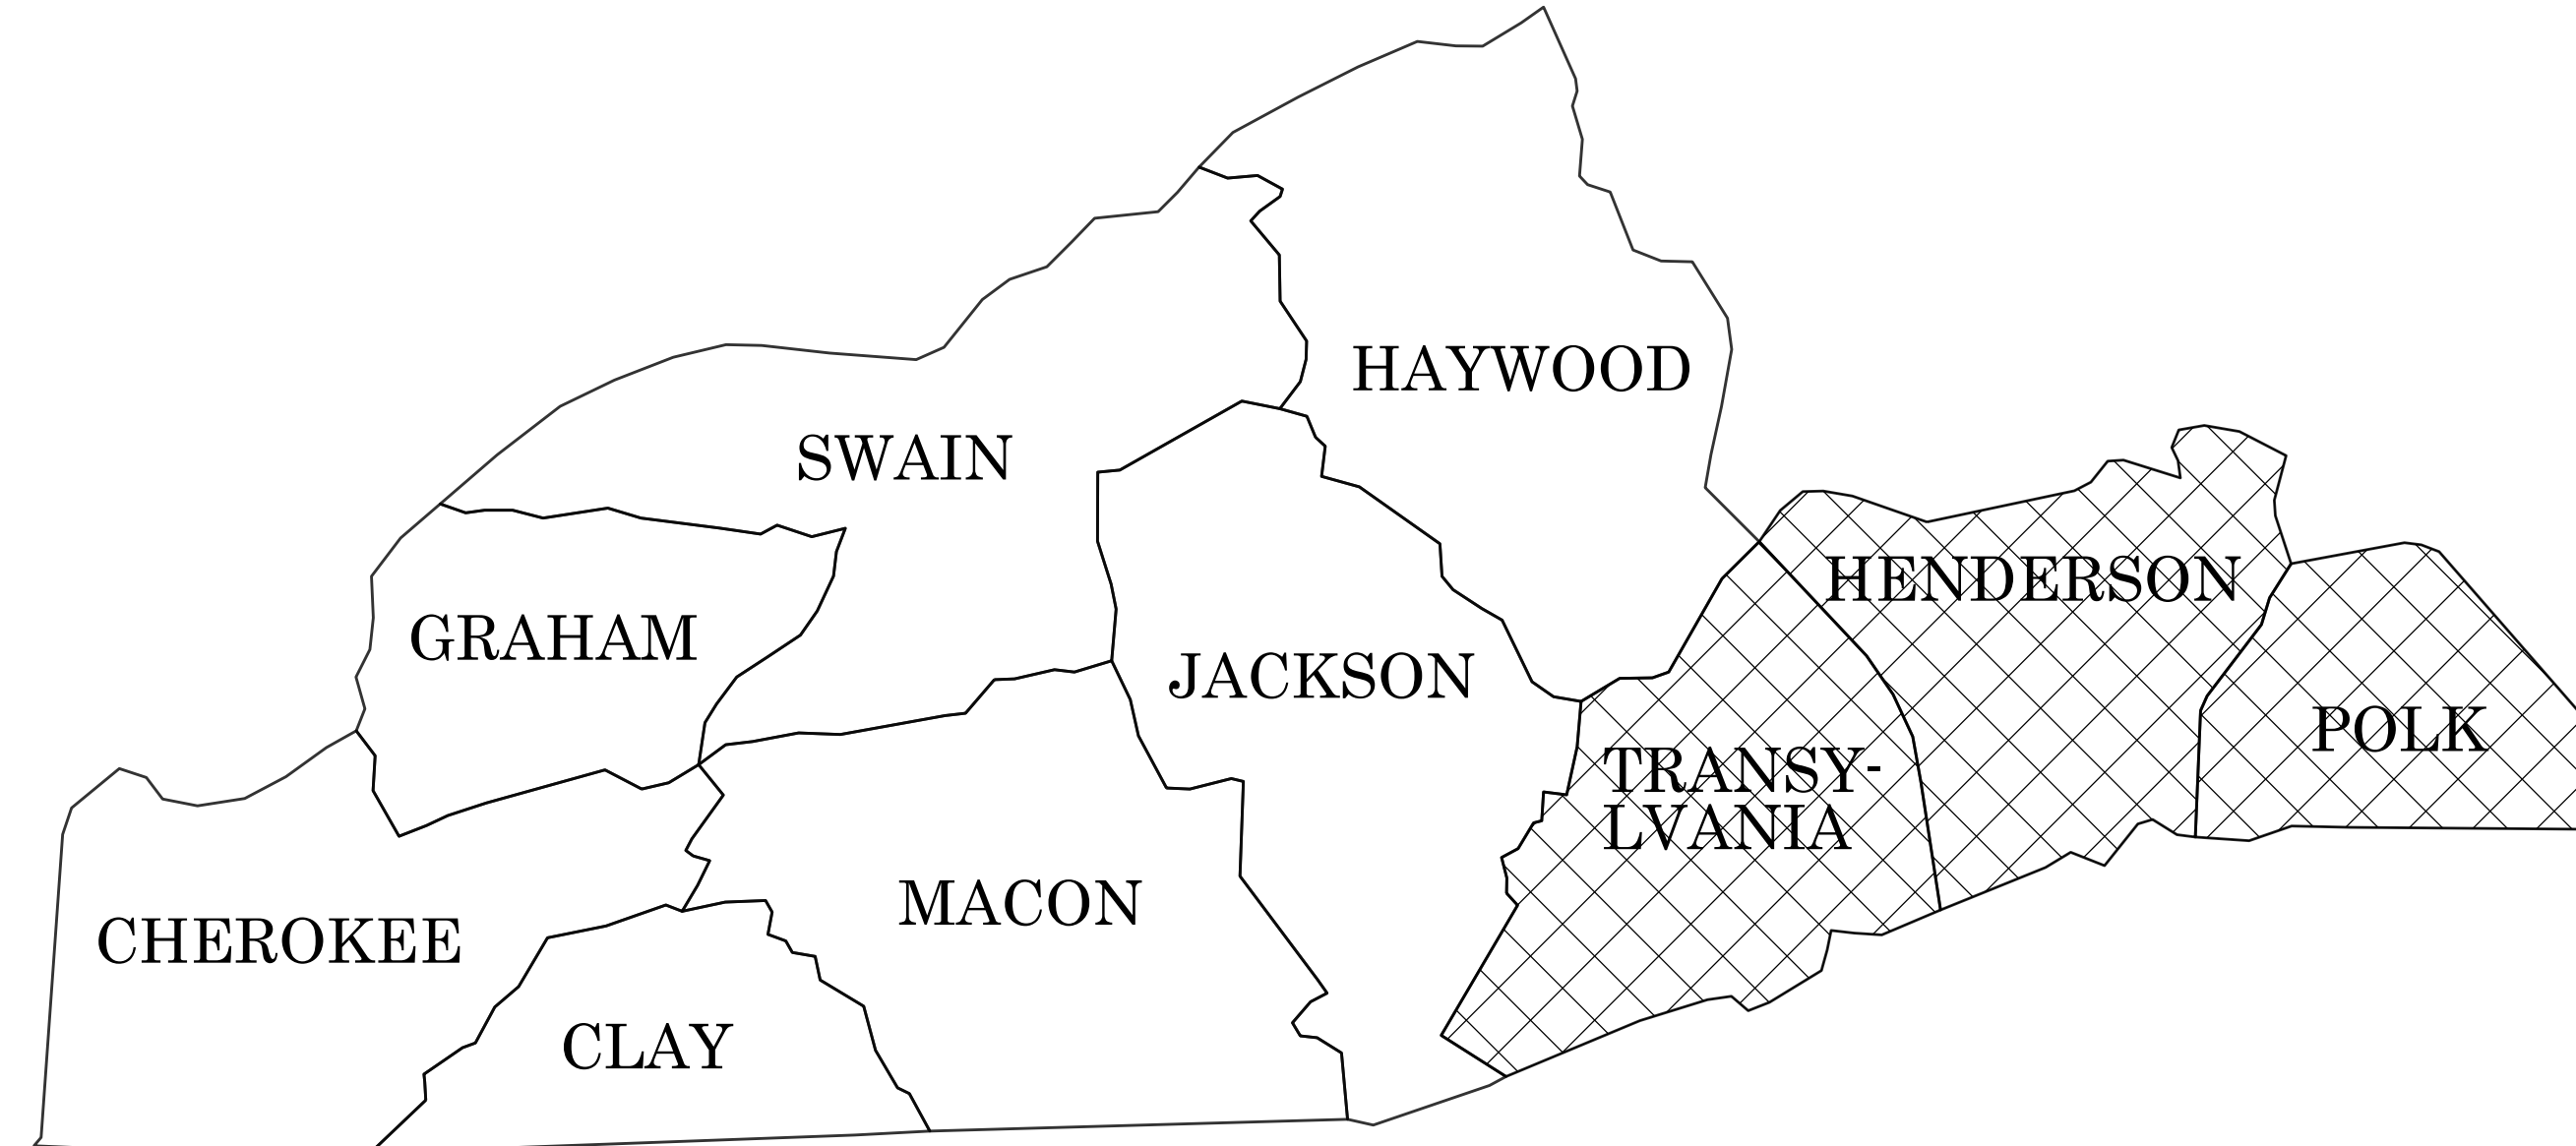 HAYWOOD
SWAIN
HENDERSON
GRAHAM
JACKSON
POLK
TRANSY-
LVANIA
MACON
CHEROKEE
CLAY